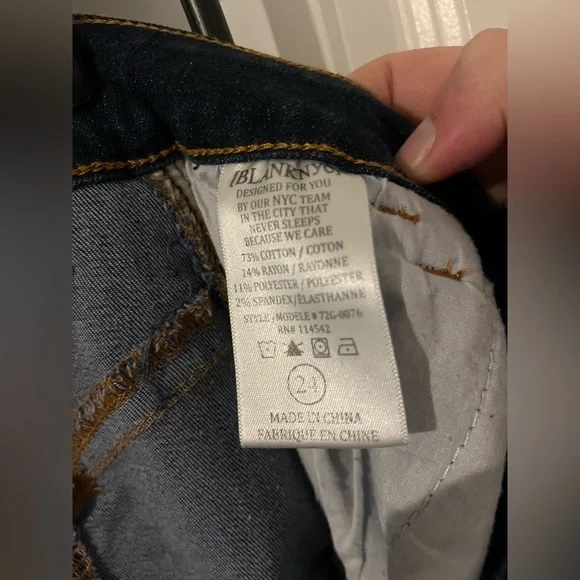 [BLANKNYC]
DESIGNED FOR YOU
BY OUR NYC TEAM
IN THE CITY THAT
NEVER SLEEPS
BECAUSE WE CARE
73% COTTON / COTON
14% RAYON / RAYONNE
11% POLYESTER / POLYESTER
2% SPANDEX / ÉLASTHANNE
STYLE / MODELE # 72G-0076
RN# 114542
24
MADE IN CHINA
FABRIQUE EN CHINE